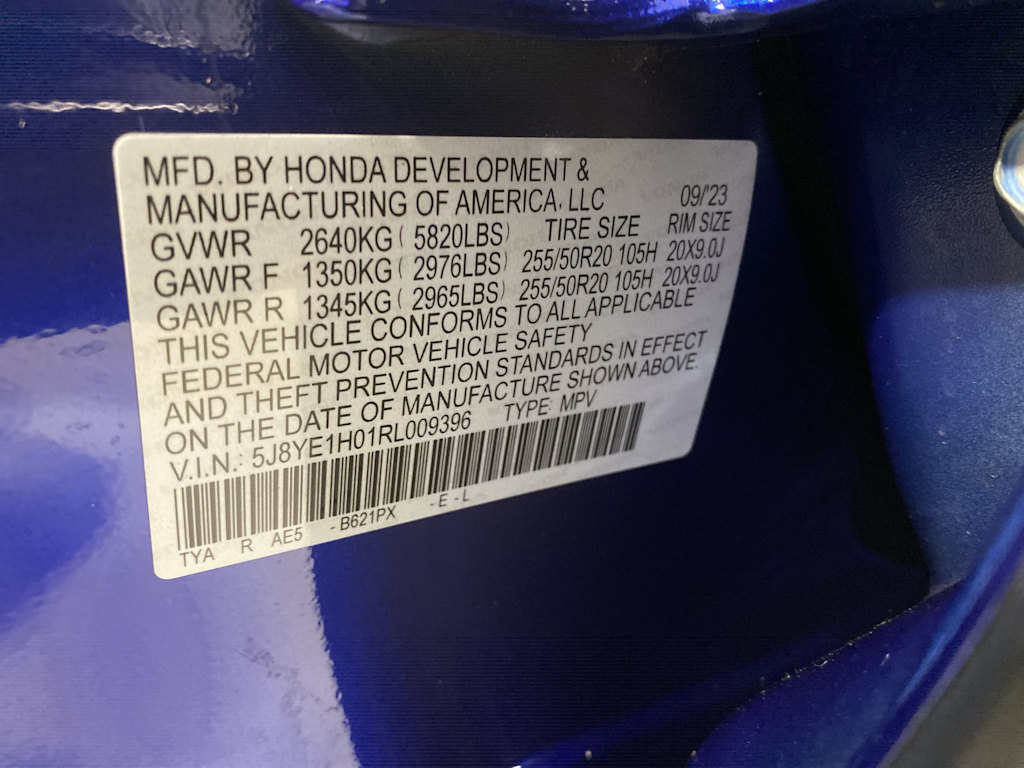 MFD. BY HONDA DEVELOPMENT &
MANUFACTURING OF AMERICA, LLC 09/'23
GVWR 2640KG ( 5820LBS) TIRE SIZE RIM SIZE
GAWR F 1350KG ( 2976LBS) 255/50R20 105H 20X9.0J
GAWR R 1345KG ( 2965LBS) 255/50R20 105H 20X9.0J
THIS VEHICLE CONFORMS TO ALL APPLICABLE
FEDERAL MOTOR VEHICLE SAFETY
AND THEFT PREVENTION STANDARDS IN EFFECT
ON THE DATE OF MANUFACTURE SHOWN ABOVE.
V.I.N.: 5J8YE1H01RL009396 TYPE: MPV
TYA R AE5 - B621PX - E - L